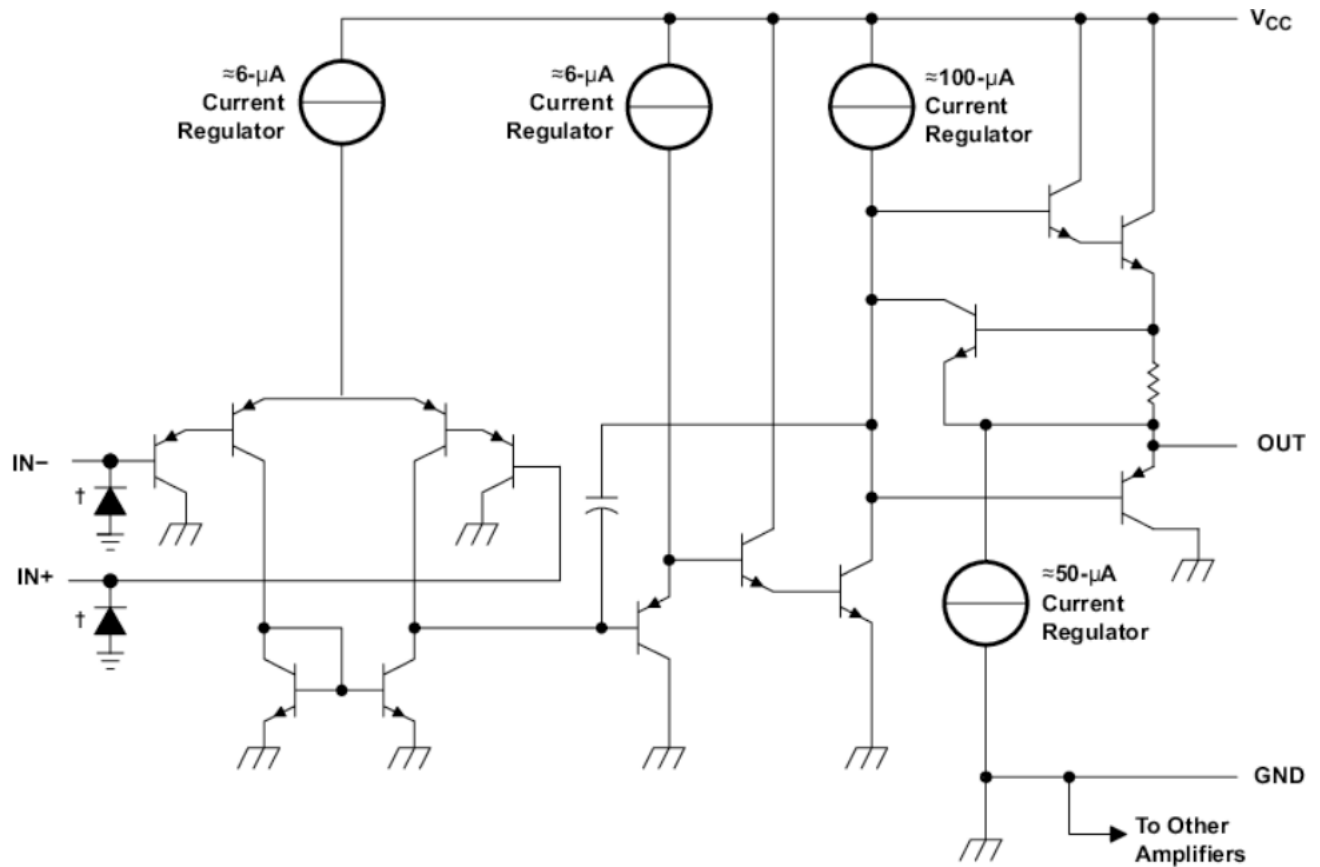 V_CC
≈6-µA
Current
Regulator
≈6-µA
Current
Regulator
≈100-µA
Current
Regulator
IN−
†
IN+
†
OUT
≈50-µA
Current
Regulator
GND
To Other
Amplifiers